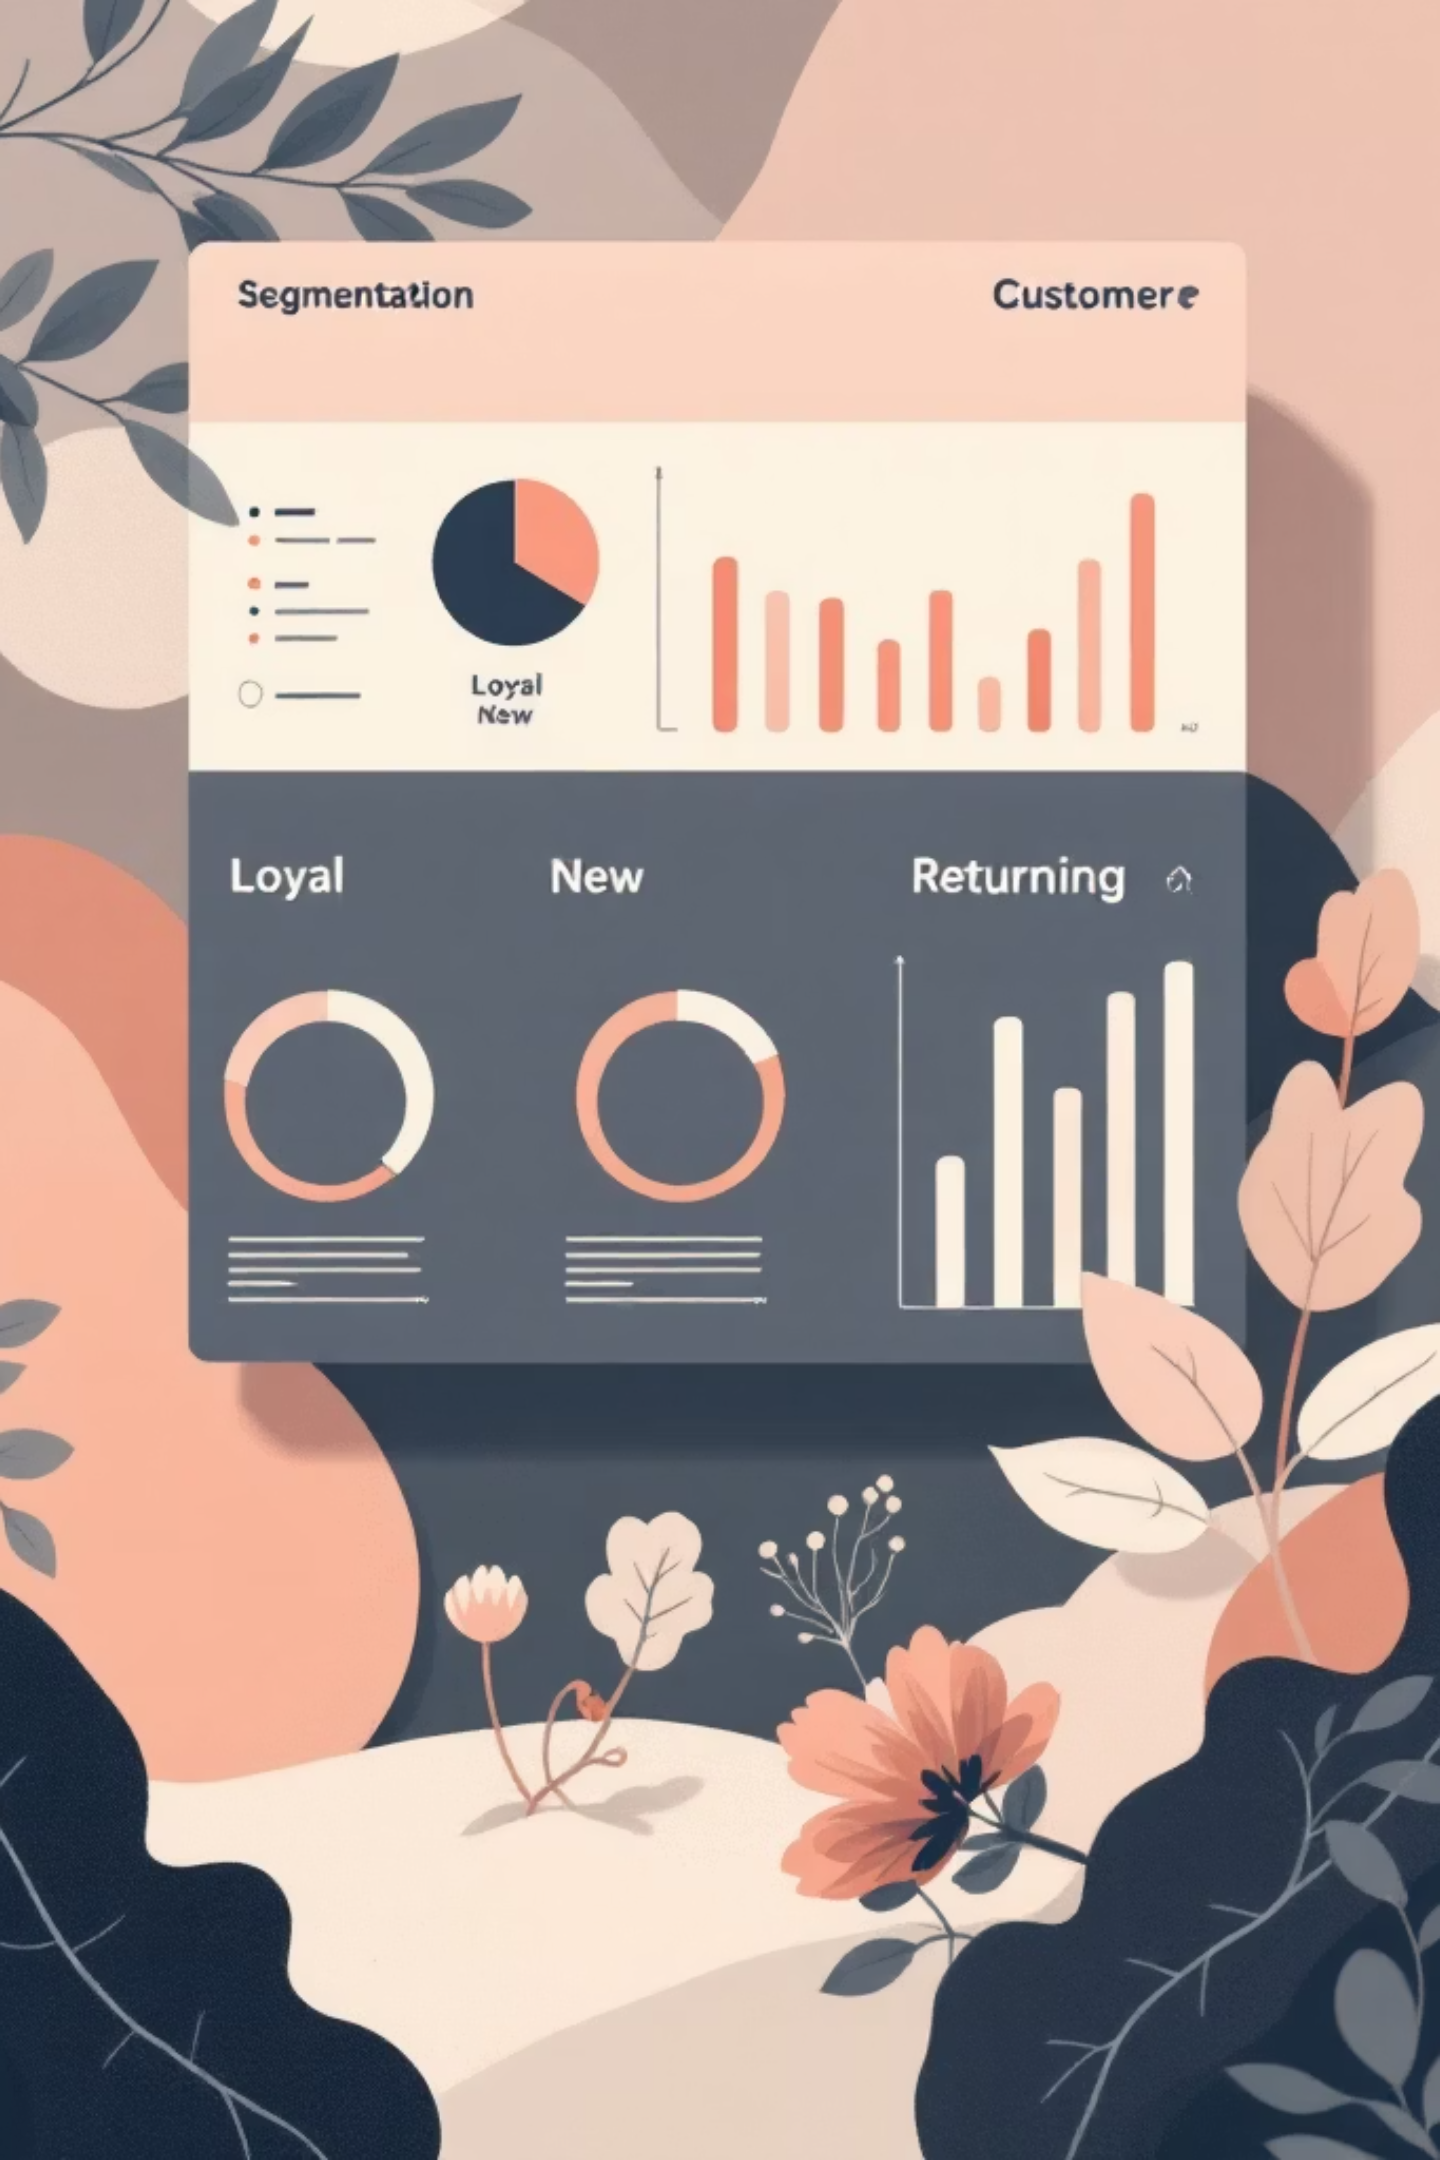 Segmentation
Customere
Loyal
New
Loyal
New
Returning